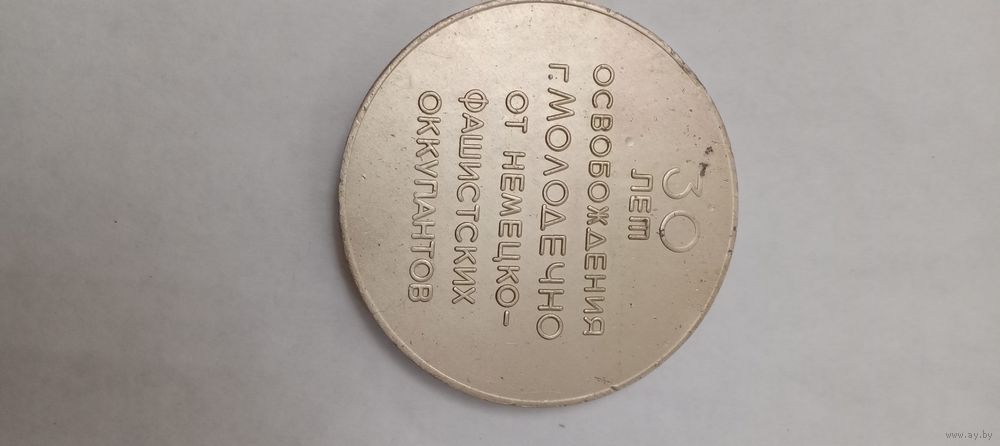 30
ЛЕТ
ОСВОБОЖДЕНИЯ
Г. МОЛОДЕЧНО
ОТ НЕМЕЦКО-
ФАШИСТСКИХ
ОККУПАНТОВ
www.ay.by